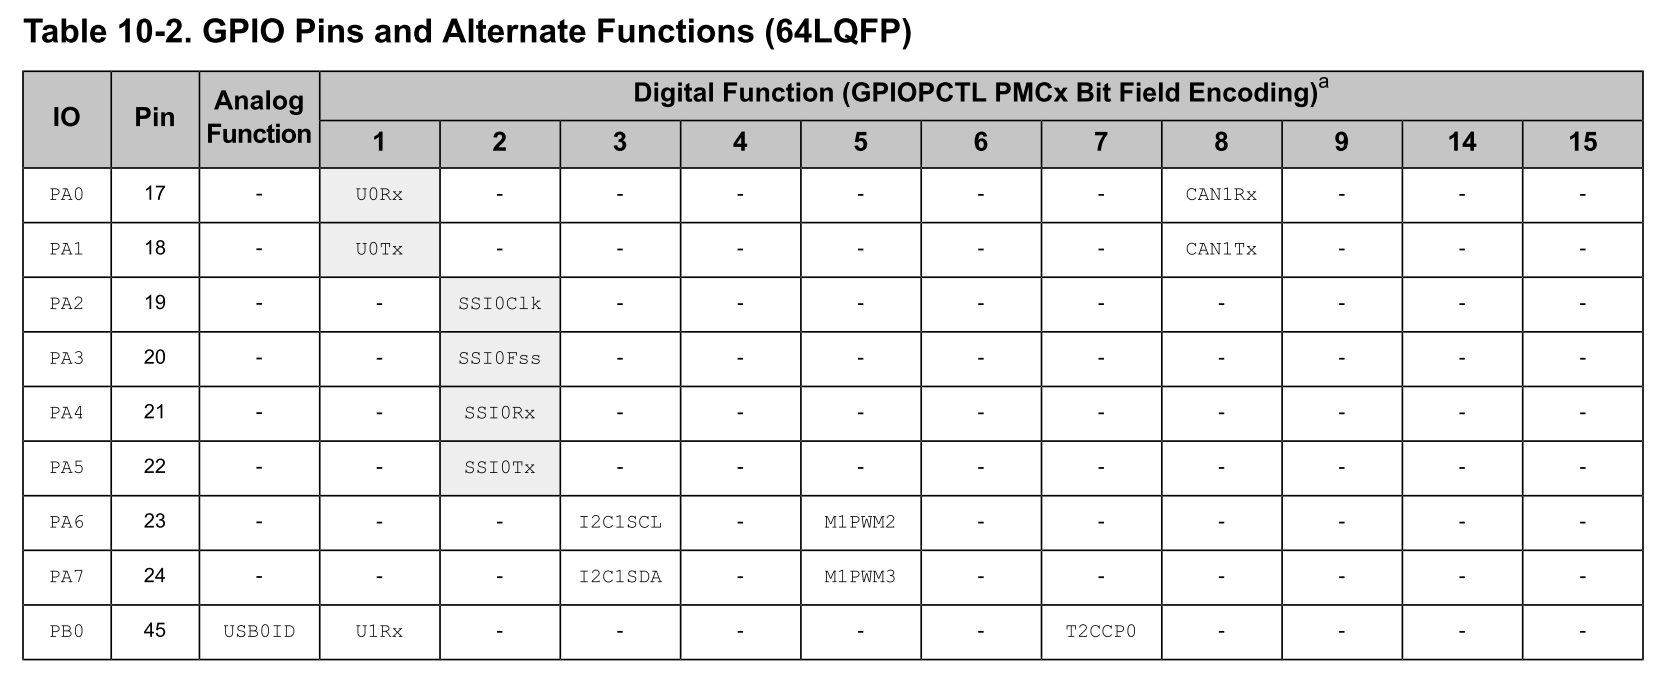 Table 10-2. GPIO Pins and Alternate Functions (64LQFP)
IO Pin Analog Function Digital Function (GPIOPCTL PMCx Bit Field Encoding)a
1 2 3 4 5 6 7 8 9 14 15
PA0 17 - U0Rx - - - - - - CAN1Rx - - -
PA1 18 - U0Tx - - - - - - CAN1Tx - - -
PA2 19 - - SSI0Clk - - - - - - - - -
PA3 20 - - SSI0Fss - - - - - - - - -
PA4 21 - - SSI0Rx - - - - - - - - -
PA5 22 - - SSI0Tx - - - - - - - - -
PA6 23 - - - I2C1SCL - M1PWM2 - - - - - -
PA7 24 - - - I2C1SDA - M1PWM3 - - - - - -
PB0 45 USB0ID U1Rx - - - - - T2CCP0 - - - -